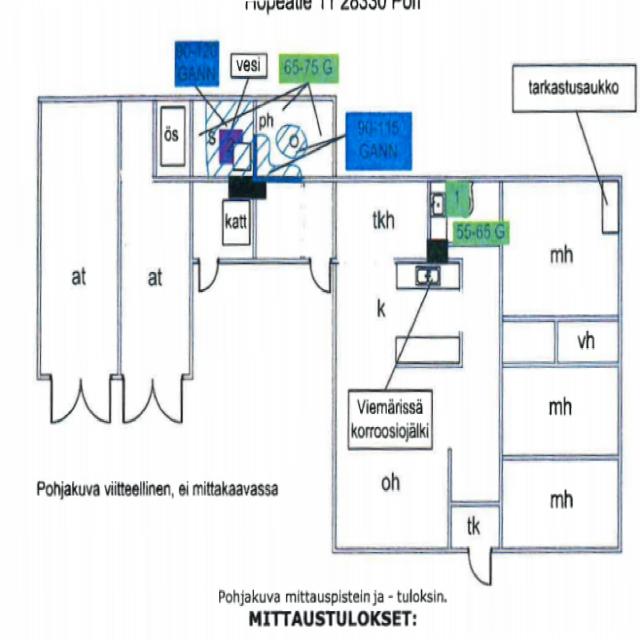 Hopeatie 11 28330 Pori
90-120
GANN
vesi
65-75 G
tarkastusaukko
ös
s
2
ph
90-115
GANN
katt
tkh
1
55-65 G
mh
at
at
k
vh
Viemärissä
korroosiojälki
mh
Pohjakuva viitteellinen, ei mittakaavassa
oh
mh
tk
Pohjakuva mittauspistein ja - tuloksin.
MITTAUSTULOKSET: